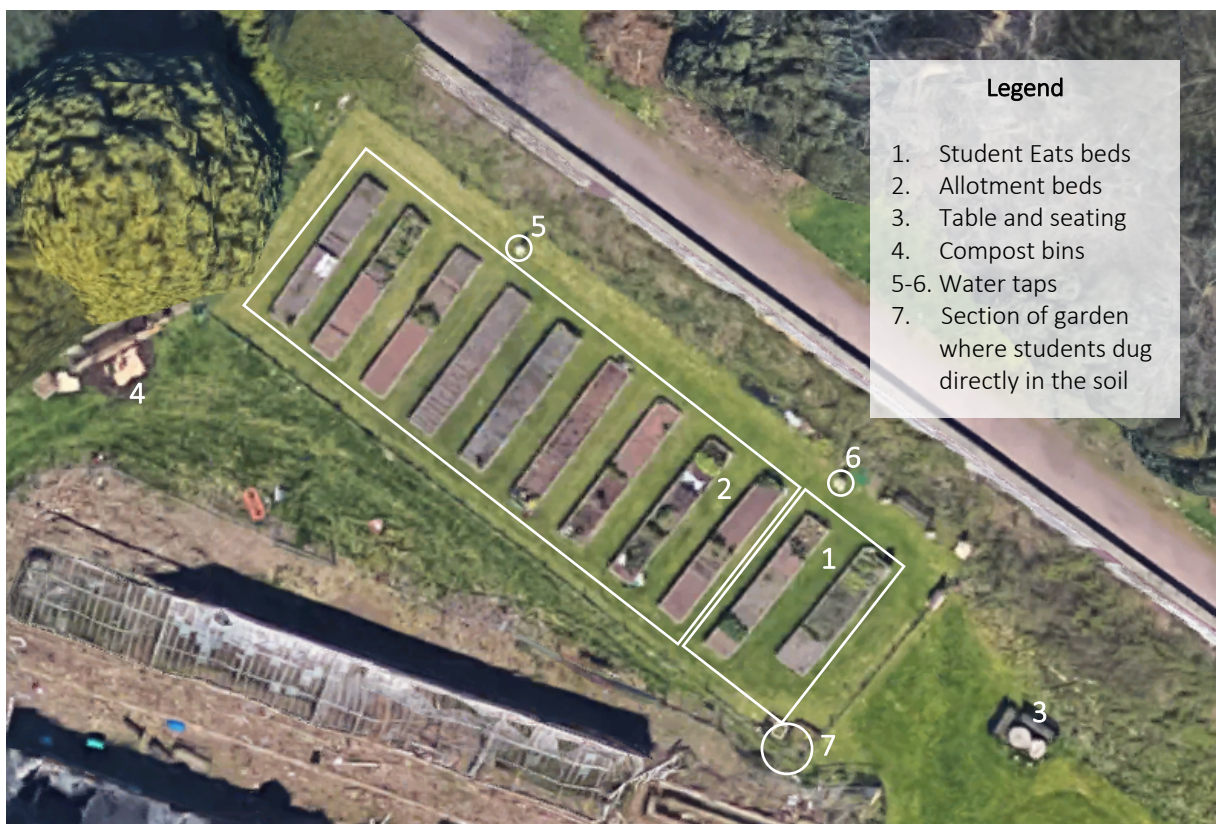 Legend
1. Student Eats beds
2. Allotment beds
3. Table and seating
4. Compost bins
5-6. Water taps
7. Section of garden
where students dug
directly in the soil
5
4
6
2
1
3
7